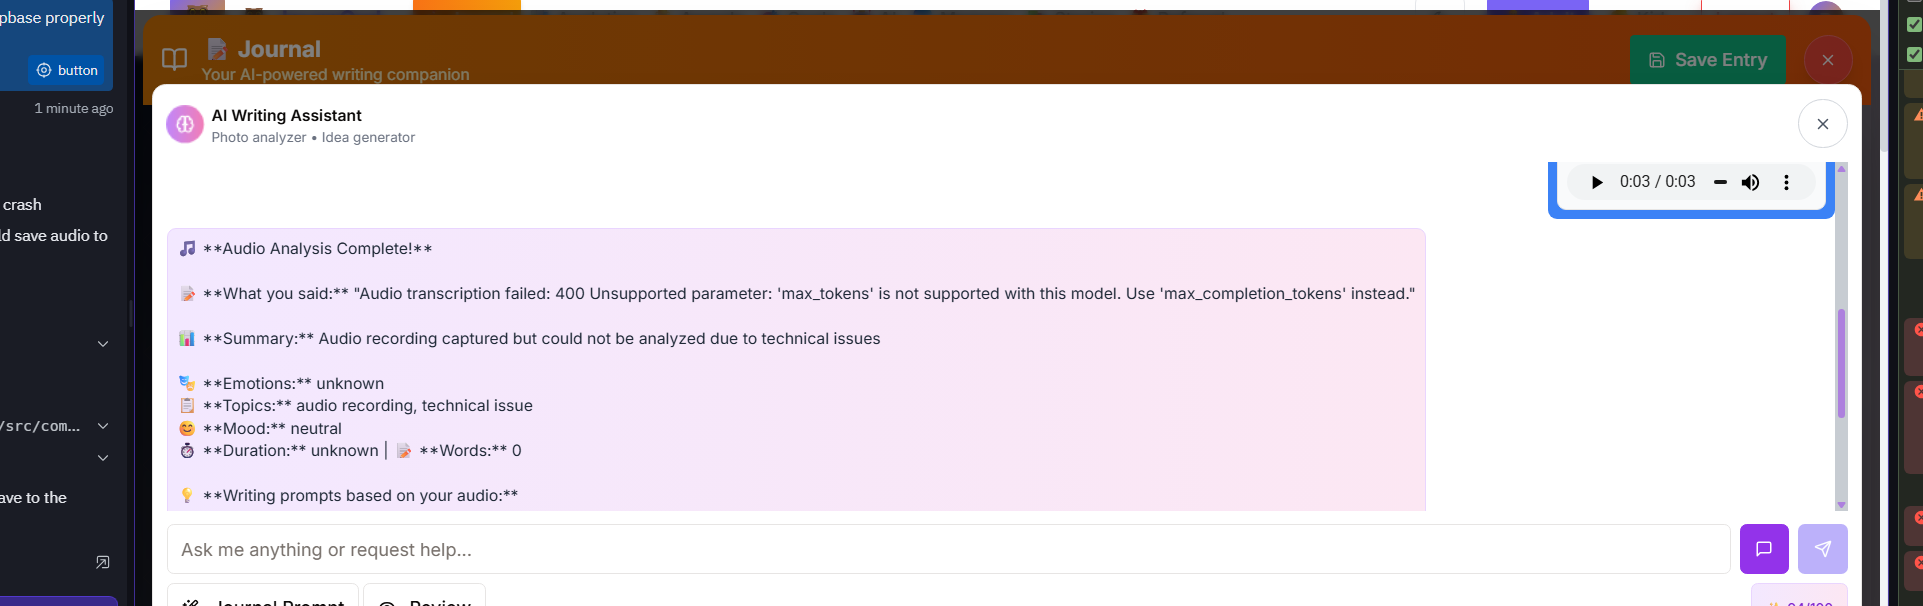 pbase properly
button
1 minute ago
crash
ld save audio to
/src/com...
ave to the
Journal
Your AI-powered writing companion
Save Entry
AI Writing Assistant
Photo analyzer • Idea generator
0:03 / 0:03
**Audio Analysis Complete!**
**What you said:** "Audio transcription failed: 400 Unsupported parameter: 'max_tokens' is not supported with this model. Use 'max_completion_tokens' instead."
**Summary:** Audio recording captured but could not be analyzed due to technical issues
**Emotions:** unknown
**Topics:** audio recording, technical issue
**Mood:** neutral
**Duration:** unknown | **Words:** 0
**Writing prompts based on your audio:**
Ask me anything or request help...
Journal Prompt
Review